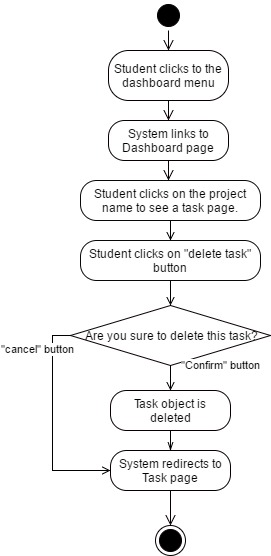 Student clicks to the
dashboard menu
System links to
Dashboard page
Student clicks on the project
name to see a task page.
Student clicks on "delete task"
button
Are you sure to delete this task?
"cancel" button
"Confirm" button
Task object is
deleted
System redirects to
Task page